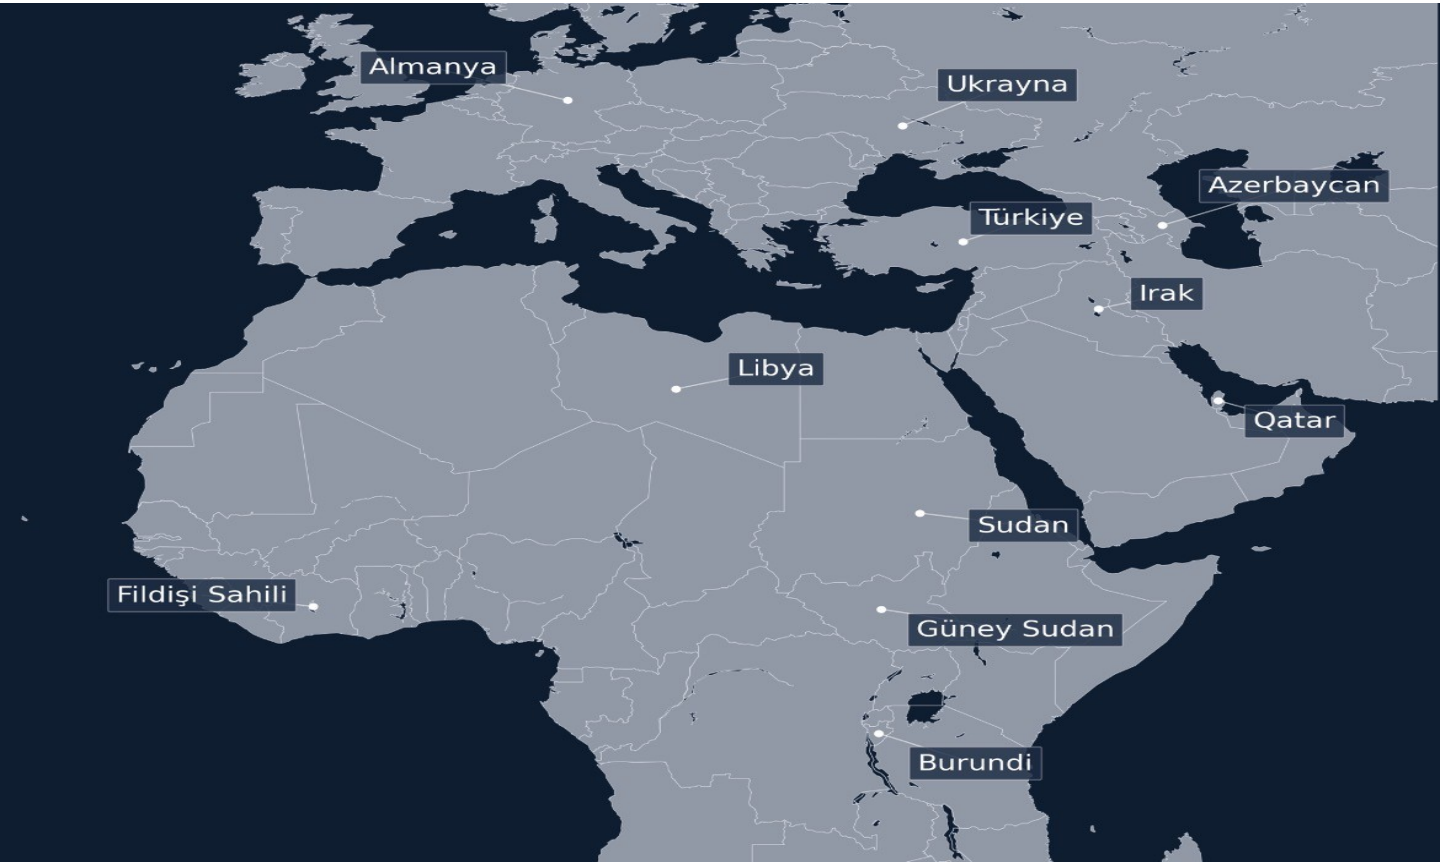 Almanya
Ukrayna
Azerbaycan
Türkiye
Irak
Libya
Qatar
Sudan
Fildişi Sahili
Güney Sudan
Burundi